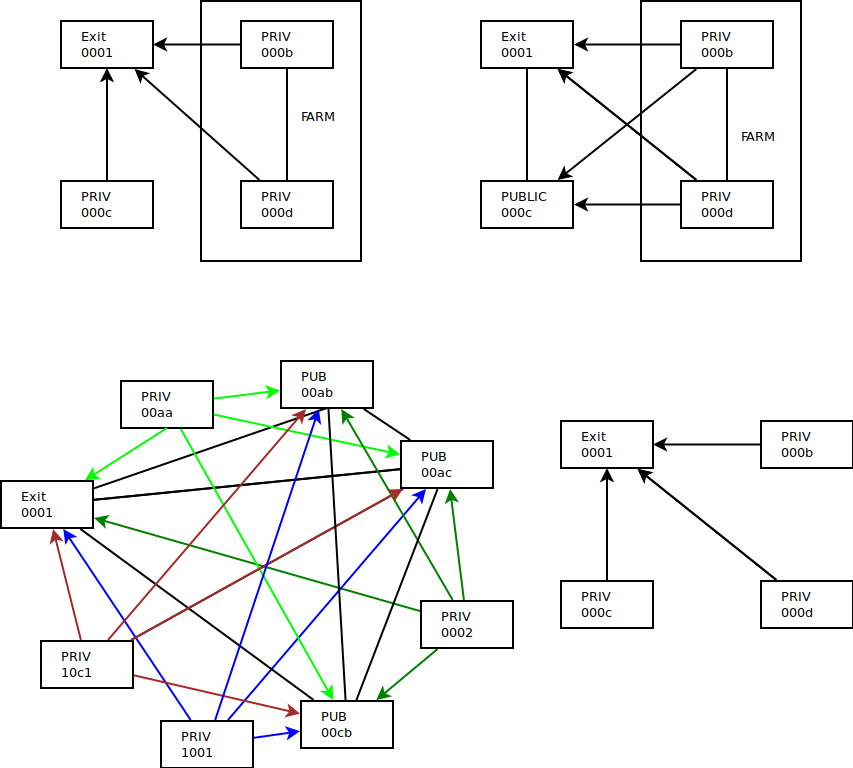 Exit
0001
PRIV
000b
FARM
PRIV
000c
PRIV
000d
Exit
0001
PRIV
000b
FARM
PUBLIC
000c
PRIV
000d
PUB
00ab
PRIV
00aa
PUB
00ac
Exit
0001
PRIV
0002
PRIV
10c1
PUB
00cb
PRIV
1001
Exit
0001
PRIV
000b
PRIV
000c
PRIV
000d